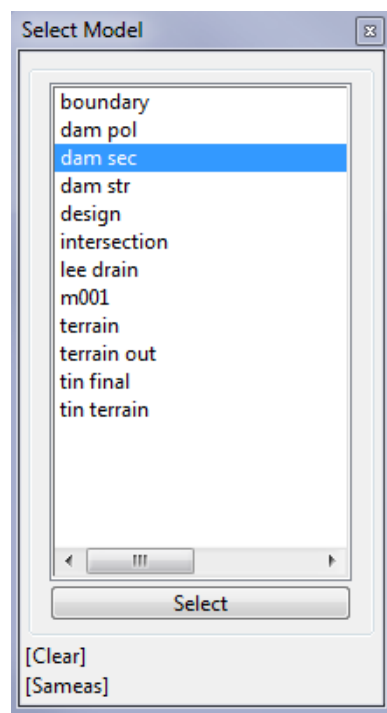 Select Model
boundary
dam pol
dam sec
dam str
design
intersection
lee drain
m001
terrain
terrain out
tin final
tin terrain
Select
[Clear]
[Sameas]